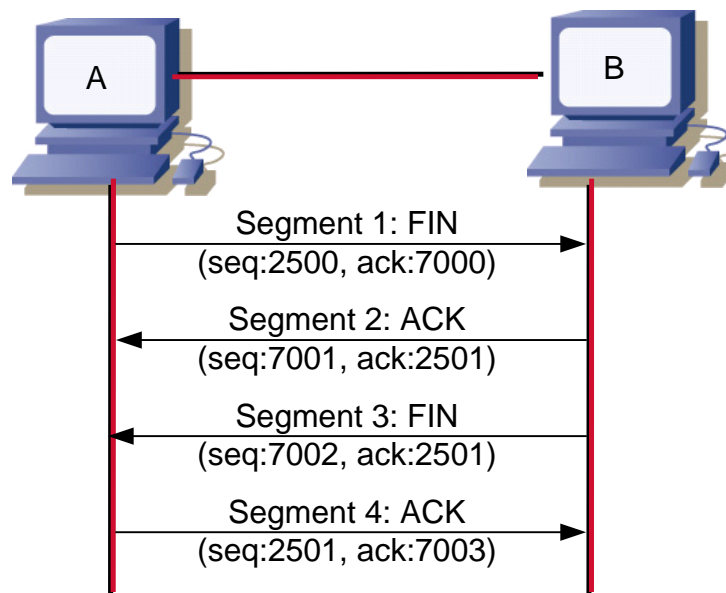 A
B
Segment 1: FIN
(seq:2500, ack:7000)
Segment 2: ACK
(seq:7001, ack:2501)
Segment 3: FIN
(seq:7002, ack:2501)
Segment 4: ACK
(seq:2501, ack:7003)